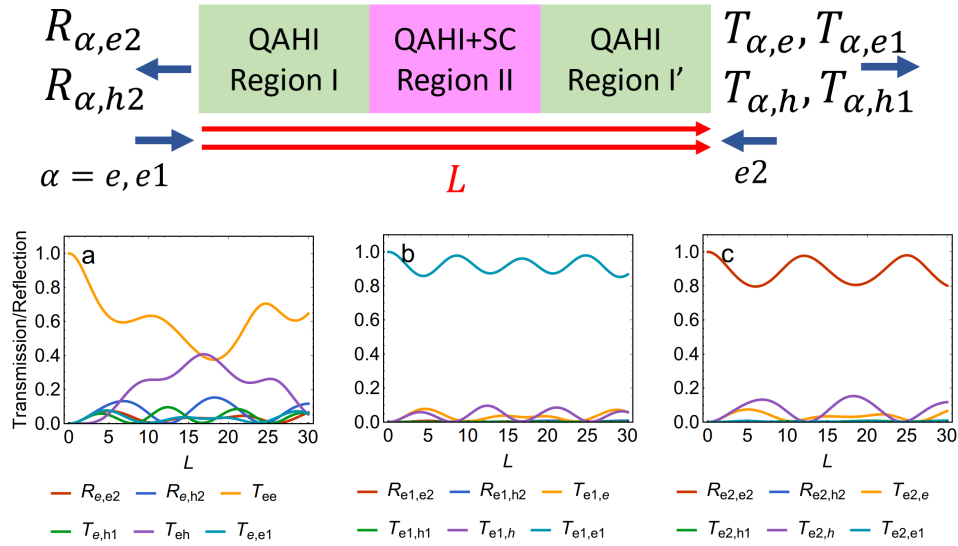 R_{α,e2}
R_{α,h2}
α = e, e1
QAHI
Region I
QAHI+SC
Region II
QAHI
Region I′
L
T_{α,e}, T_{α,e1}
T_{α,h}, T_{α,h1}
e2
Transmission/Reflection
a
1.0
0.8
0.6
0.4
0.2
0.0
0 5 10 15 20 25 30
L
R_{e,e2} R_{e,h2} T_{ee}
T_{e,h1} T_{eh} T_{e,e1}
b
1.0
0.8
0.6
0.4
0.2
0.0
0 5 10 15 20 25 30
L
R_{e1,e2} R_{e1,h2} T_{e1,e}
T_{e1,h1} T_{e1,h} T_{e1,e1}
c
1.0
0.8
0.6
0.4
0.2
0.0
0 5 10 15 20 25 30
L
R_{e2,e2} R_{e2,h2} T_{e2,e}
T_{e2,h1} T_{e2,h} T_{e2,e1}